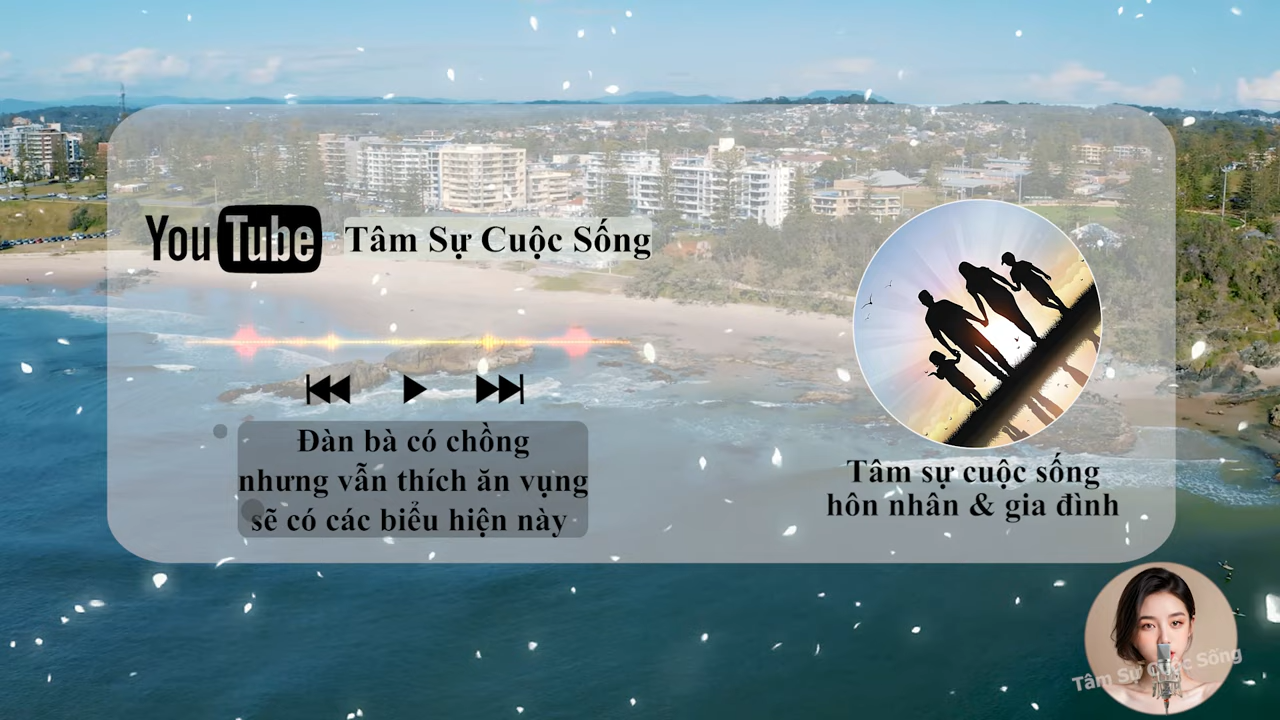 YouTube Tâm Sự Cuộc Sống
Đàn bà có chồng
nhưng vẫn thích ăn vụng
sẽ có các biểu hiện này
Tâm sự cuộc sống
hôn nhân & gia đình
Tâm Sự Cuộc Sống